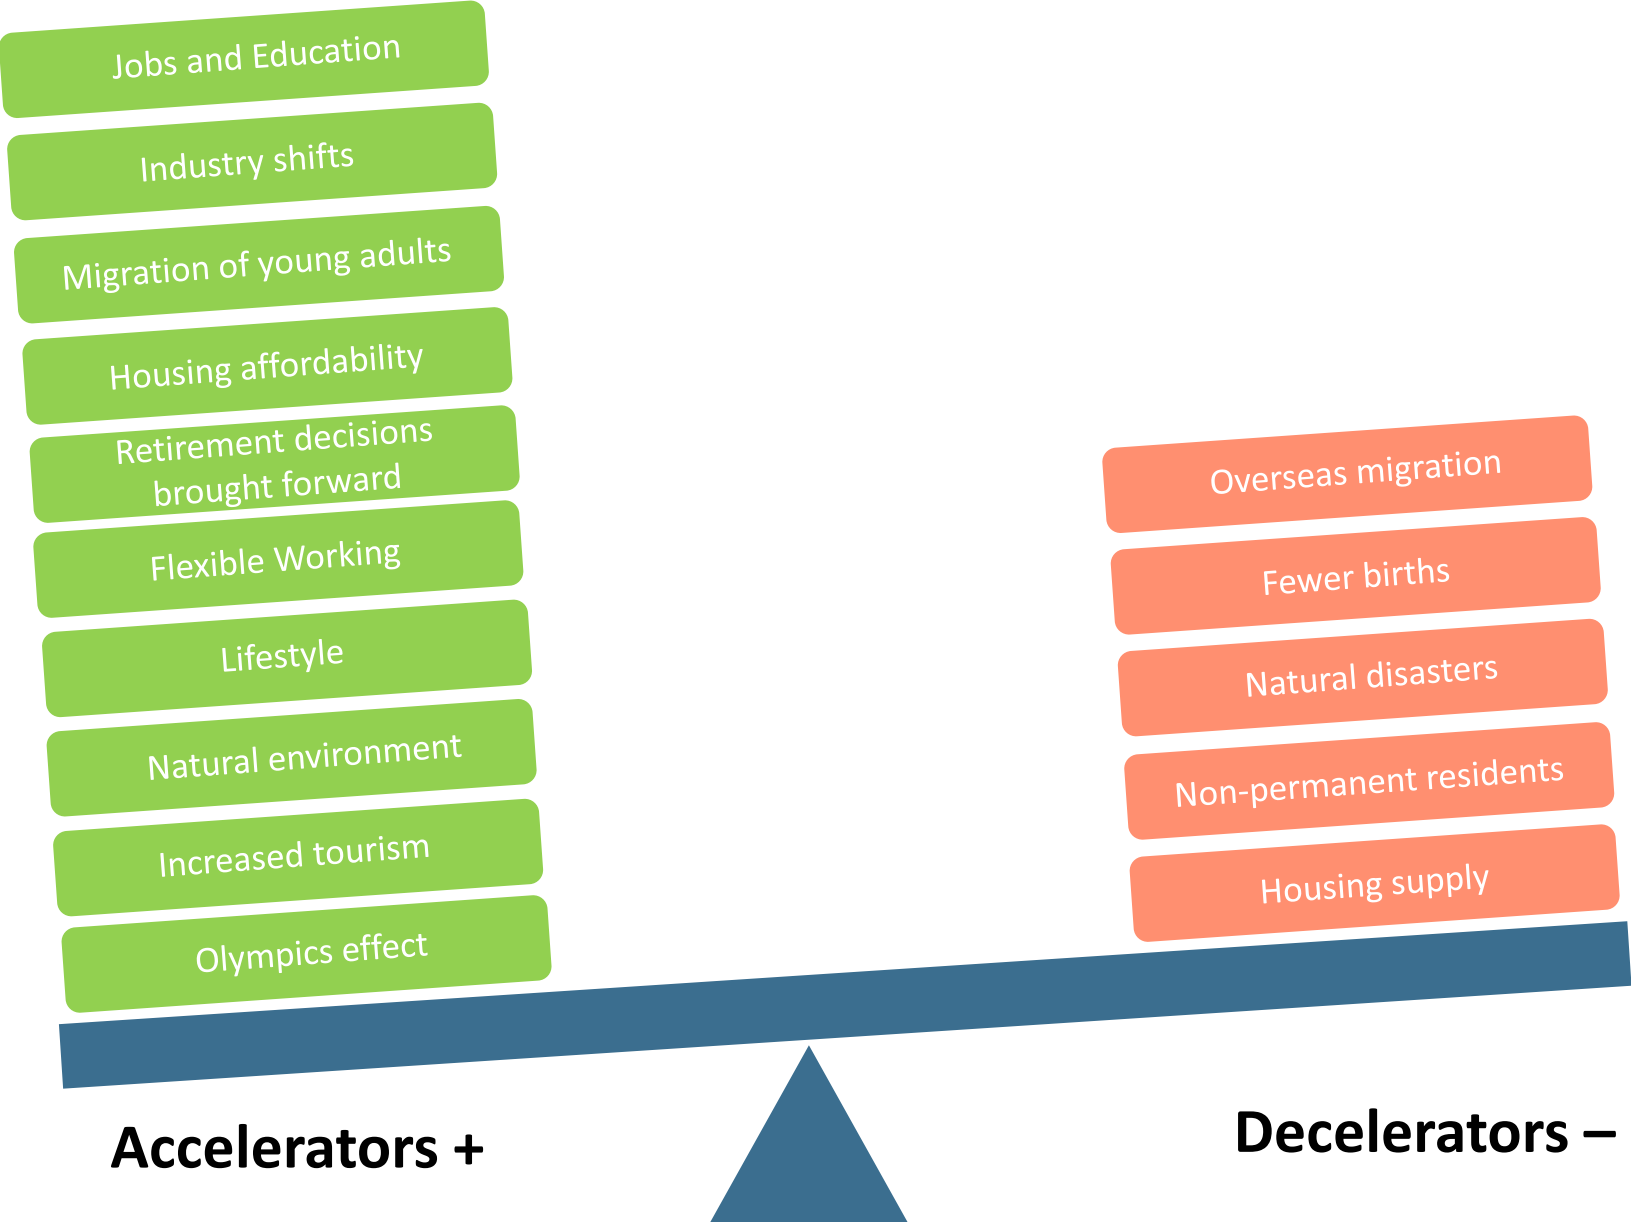 Jobs and Education
Industry shifts
Migration of young adults
Housing affordability
Retirement decisions
brought forward
Flexible Working
Lifestyle
Natural environment
Increased tourism
Olympics effect
Overseas migration
Fewer births
Natural disasters
Non-permanent residents
Housing supply
Accelerators +
Decelerators –